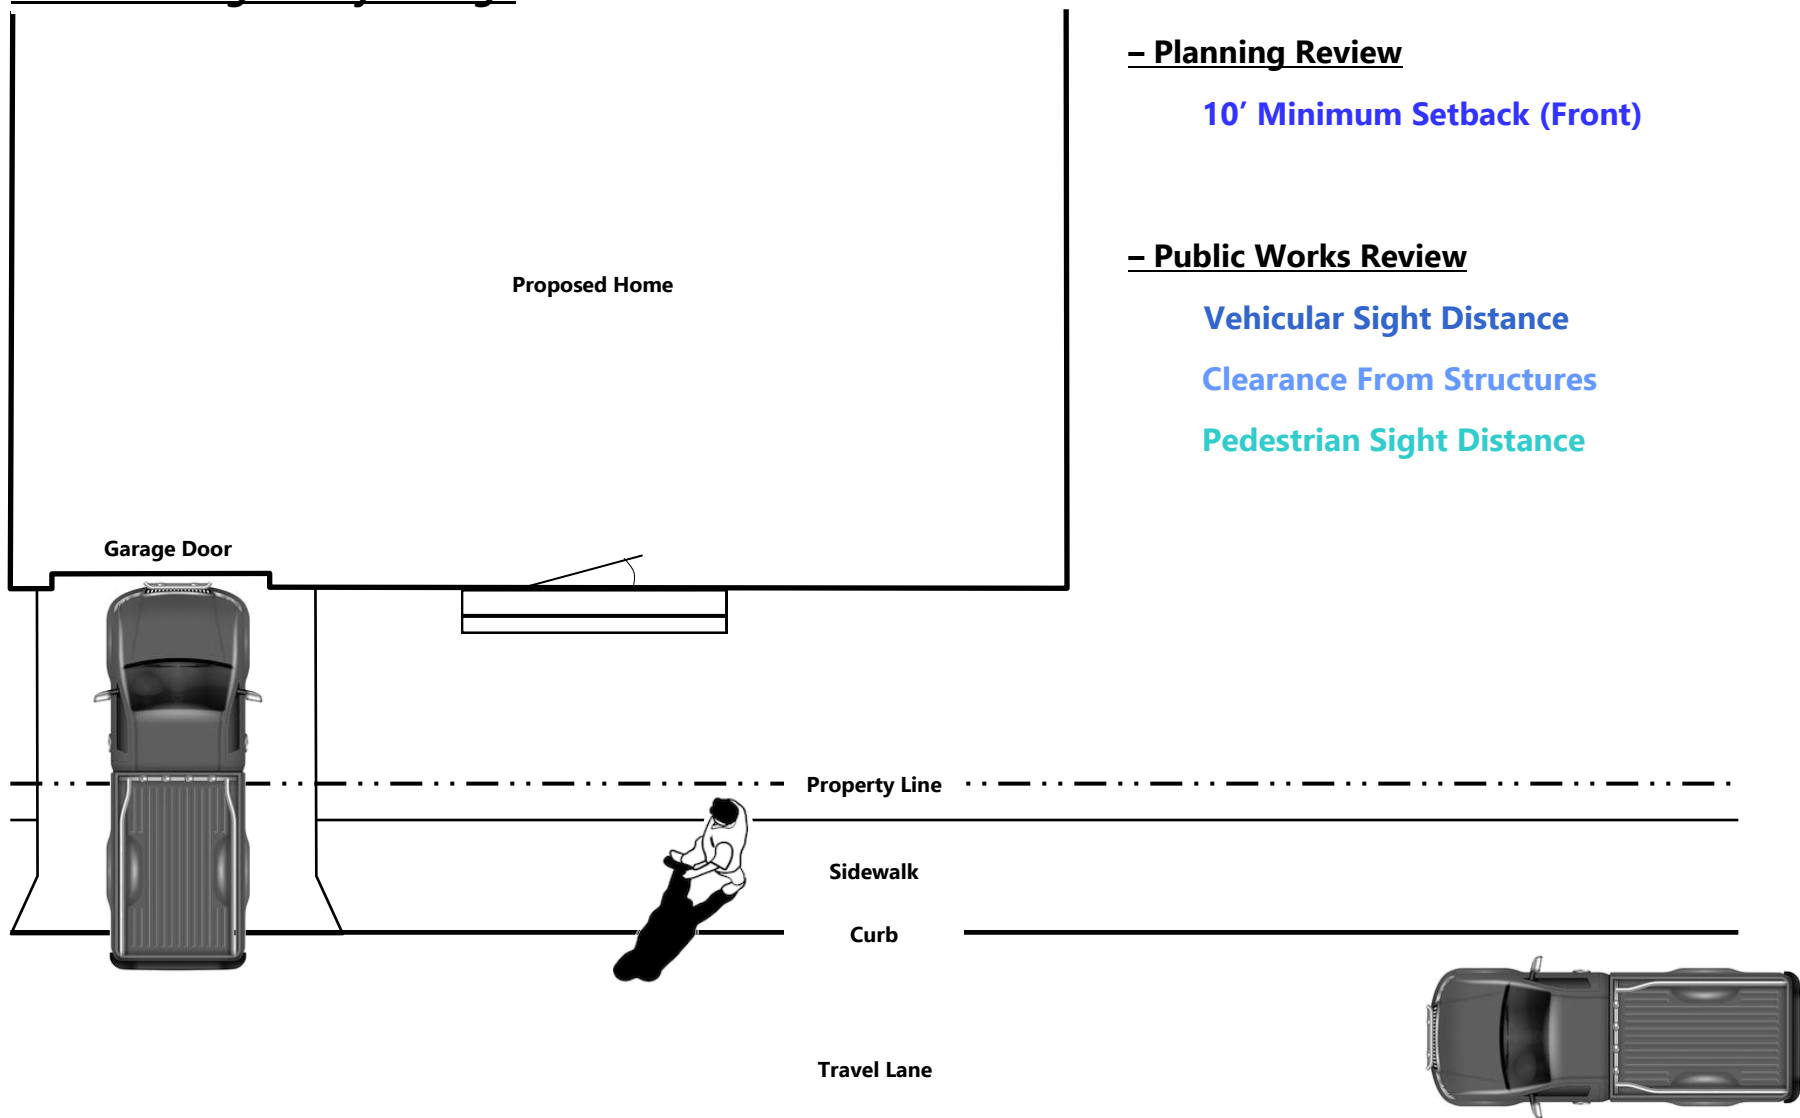 – Planning Review
10’ Minimum Setback (Front)
– Public Works Review
Vehicular Sight Distance
Clearance From Structures
Pedestrian Sight Distance
Proposed Home
Garage Door
Property Line
Sidewalk
Curb
Travel Lane